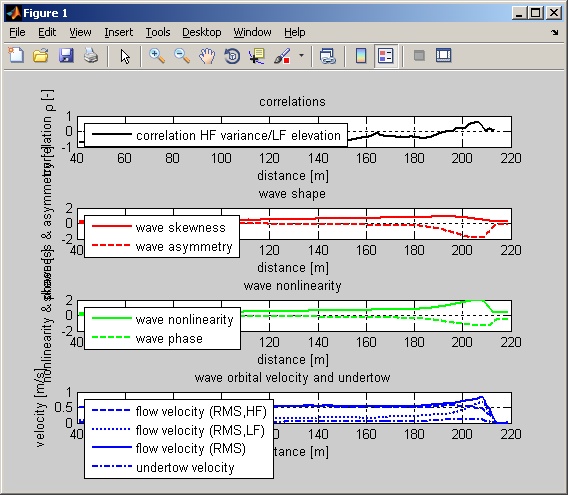 Figure 1
File Edit View Insert Tools Desktop Window Help
correlations
correlation ρ [-]
1
0
-1
correlation HF variance/LF elevation
40 60 80 100 120 140 160 180 200 220
distance [m]
wave shape
skewness & asymmetry [-]
2
0
-2
wave skewness
wave asymmetry
40 120 140 160 180 200 220
distance [m]
wave nonlinearity
nonlinearity & phase [-]
2
0
-2
wave nonlinearity
wave phase
40 120 140 160 180 200 220
distance [m]
wave orbital velocity and undertow
velocity [m/s]
1
0.5
0
flow velocity (RMS,HF)
flow velocity (RMS,LF)
flow velocity (RMS)
undertow velocity
40 120 140 160 180 200 220
distance [m]